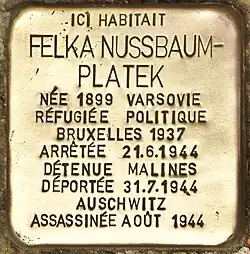 ICI HABITAIT
FELKA NUSSBAUM-
PLATEK
NÉE 1899 VARSOVIE
RÉFUGIÉE POLITIQUE
BRUXELLES 1937
ARRÊTÉE 21.6.1944
DÉTENUE MALINES
DÉPORTÉE 31.7.1944
AUSCHWITZ
ASSASSINÉE AOÛT 1944